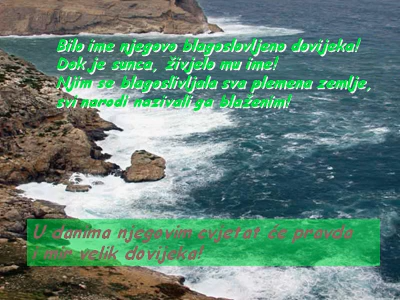 Bilo ime njegovo blagoslovljeno dovijeka!
Dok je sunca, živjelo mu ime!
Njim se blagoslivljala sva plemena zemlje,
svi narodi nazivali ga blaženim!
U danima njegovim cvjetat će pravda
i mir velik dovijeka!